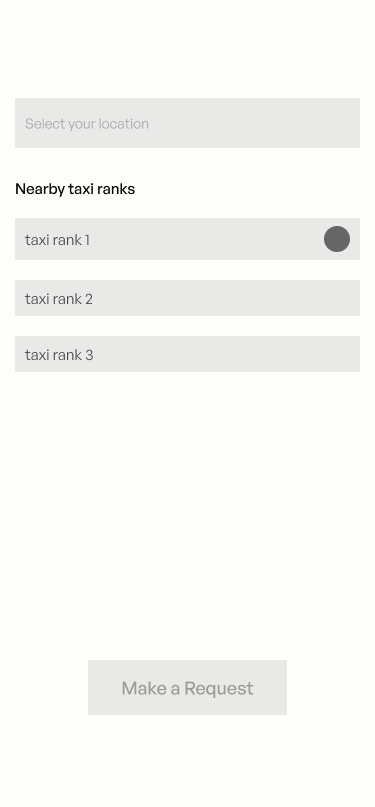 Select your location
Nearby taxi ranks
taxi rank 1
taxi rank 2
taxi rank 3
Make a Request